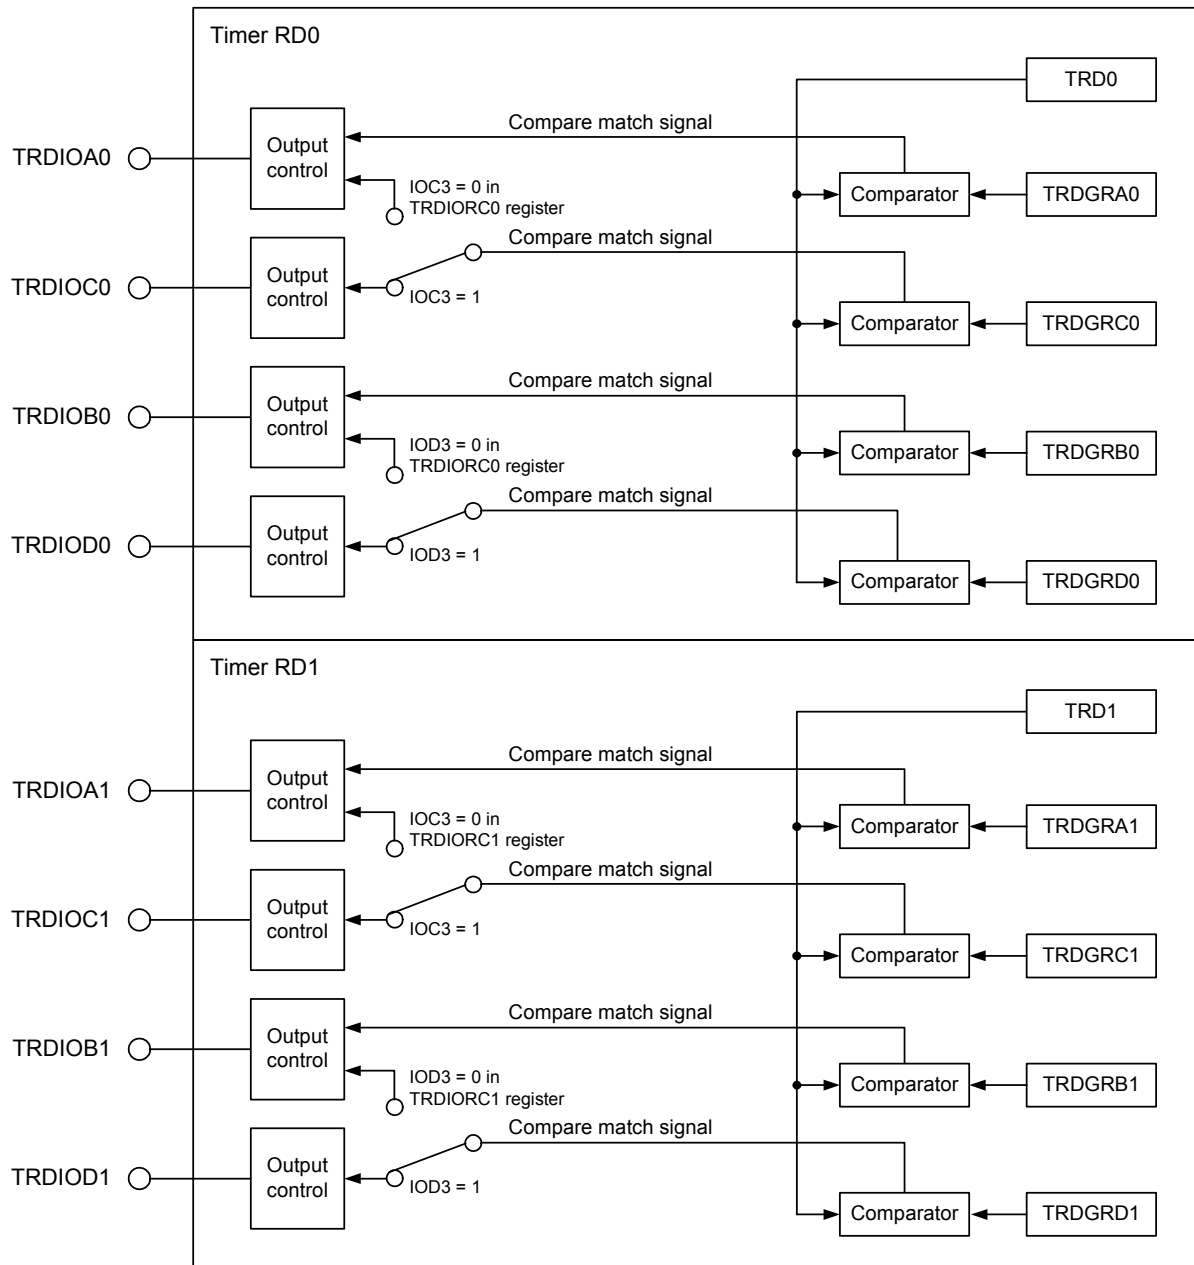 Timer RD0
TRD0
Compare match signal
TRDIOA0
Output
control
IOC3 = 0 in
TRDIORC0 register
Comparator
TRDGRA0
Compare match signal
TRDIOC0
Output
control
IOC3 = 1
Comparator
TRDGRC0
Compare match signal
TRDIOB0
Output
control
IOD3 = 0 in
TRDIORC0 register
Comparator
TRDGRB0
Compare match signal
TRDIOD0
Output
control
IOD3 = 1
Comparator
TRDGRD0
Timer RD1
TRD1
Compare match signal
TRDIOA1
Output
control
IOC3 = 0 in
TRDIORC1 register
Comparator
TRDGRA1
Compare match signal
TRDIOC1
Output
control
IOC3 = 1
Comparator
TRDGRC1
Compare match signal
TRDIOB1
Output
control
IOD3 = 0 in
TRDIORC1 register
Comparator
TRDGRB1
Compare match signal
TRDIOD1
Output
control
IOD3 = 1
Comparator
TRDGRD1